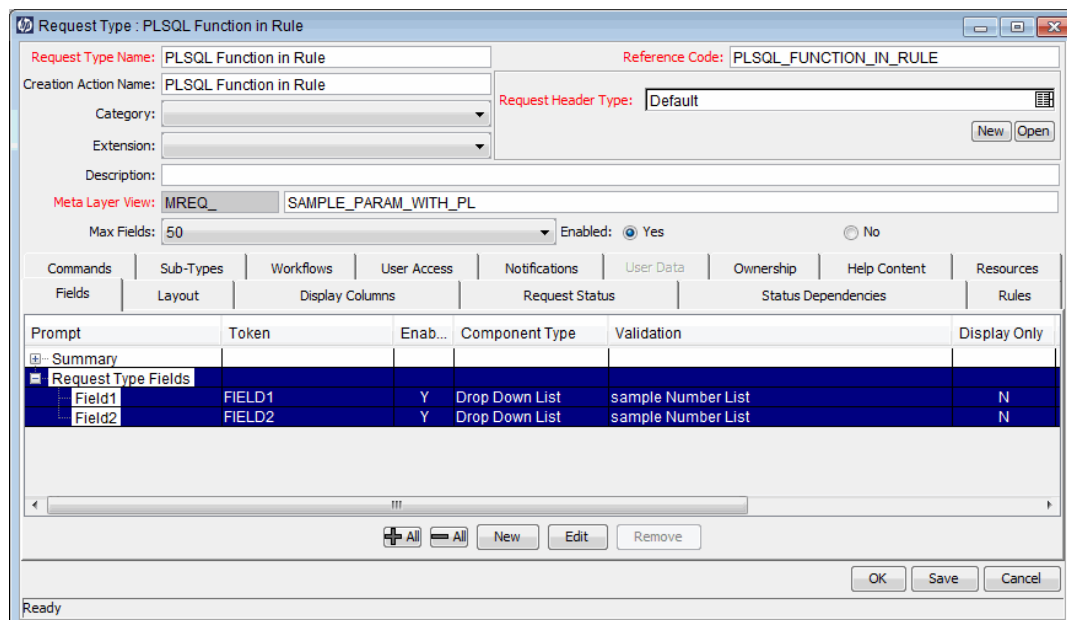 Request Type : PLSQL Function in Rule
Request Type Name: PLSQL Function in Rule Reference Code: PLSQL_FUNCTION_IN_RULE
Creation Action Name: PLSQL Function in Rule
Request Header Type: Default
Category:
New Open
Extension:
Description:
Meta Layer View: MREQ_ SAMPLE_PARAM_WITH_PL
Max Fields: 50 Enabled: Yes No
Commands Sub-Types Workflows User Access Notifications User Data Ownership Help Content Resources
Fields Layout Display Columns Request Status Status Dependencies Rules
Prompt Token Enab... Component Type Validation Display Only
Summary
Request Type Fields
Field1 FIELD1 Y Drop Down List sample Number List N
Field2 FIELD2 Y Drop Down List sample Number List N
All All New Edit Remove
OK Save Cancel
Ready